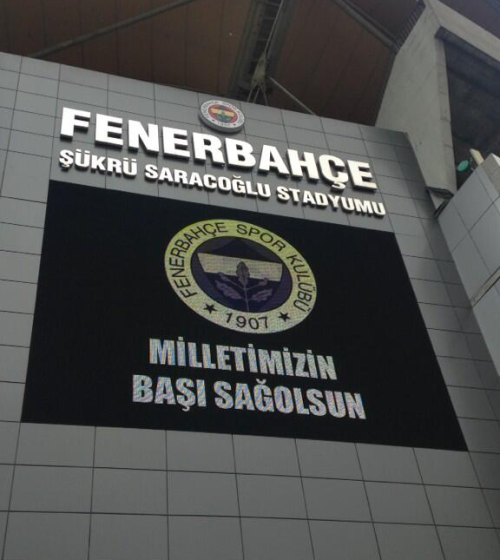 FENERBAHÇE
ŞÜKRÜ SARACOĞLU STADYUMU
FENERBAHÇE SPOR KULÜBÜ
★ 1907 ★
MİLLETİMİZİN
BAŞI SAĞOLSUN